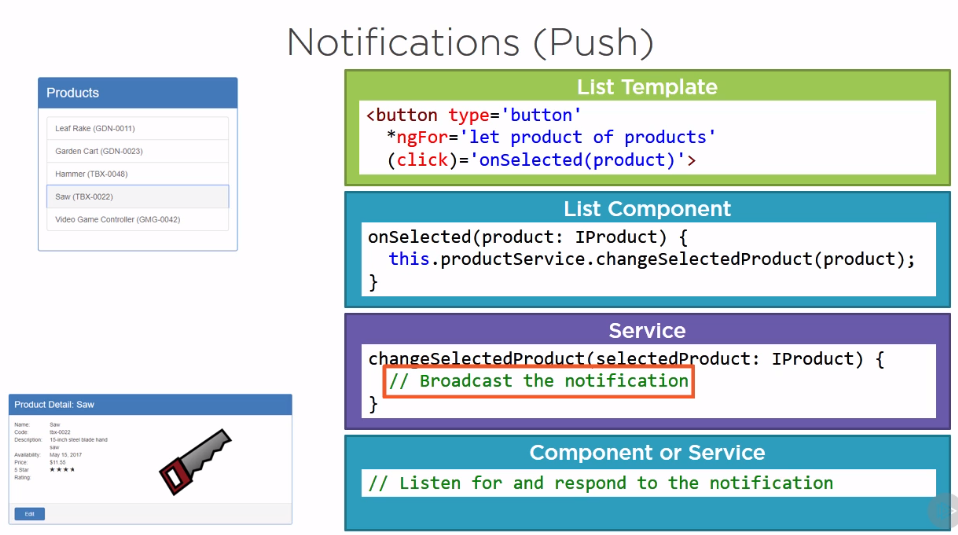 Notifications (Push)
Products
Leaf Rake (GDN-0011)
Garden Cart (GDN-0023)
Hammer (TBX-0048)
Saw (TBX-0022)
Video Game Controller (GMG-0042)
List Template
<button type='button'
*ngFor='let product of products'
(click)='onSelected(product)'>
List Component
onSelected(product: IProduct) {
this.productService.changeSelectedProduct(product);
}
Service
changeSelectedProduct(selectedProduct: IProduct) {
// Broadcast the notification
}
Component or Service
// Listen for and respond to the notification
Product Detail: Saw
Name: Saw
Code: tbx-0022
Description: 15-inch steel blade hand
saw
Availability: May 15, 2017
Price: $11.55
5 Star ★★★★
Rating:
Edit